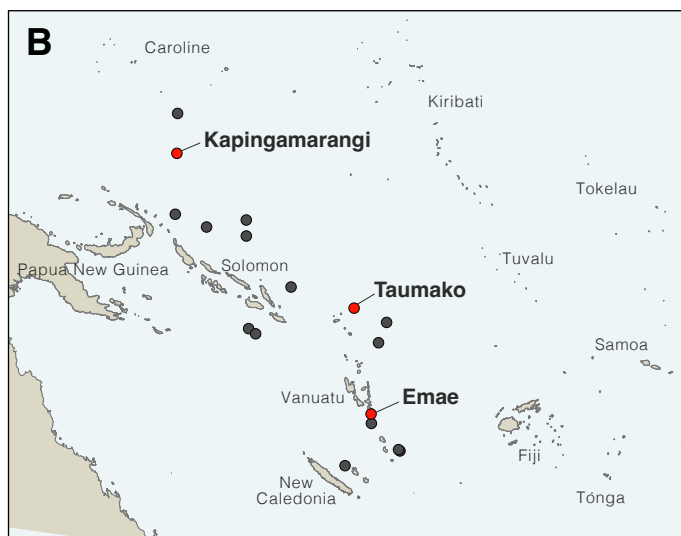 B
Caroline
Kiribati
Kapingamarangi
Tokelau
Papua New Guinea
Solomon
Tuvalu
Taumako
Samoa
Vanuatu
Emae
Fiji
New
Caledonia
Tonga